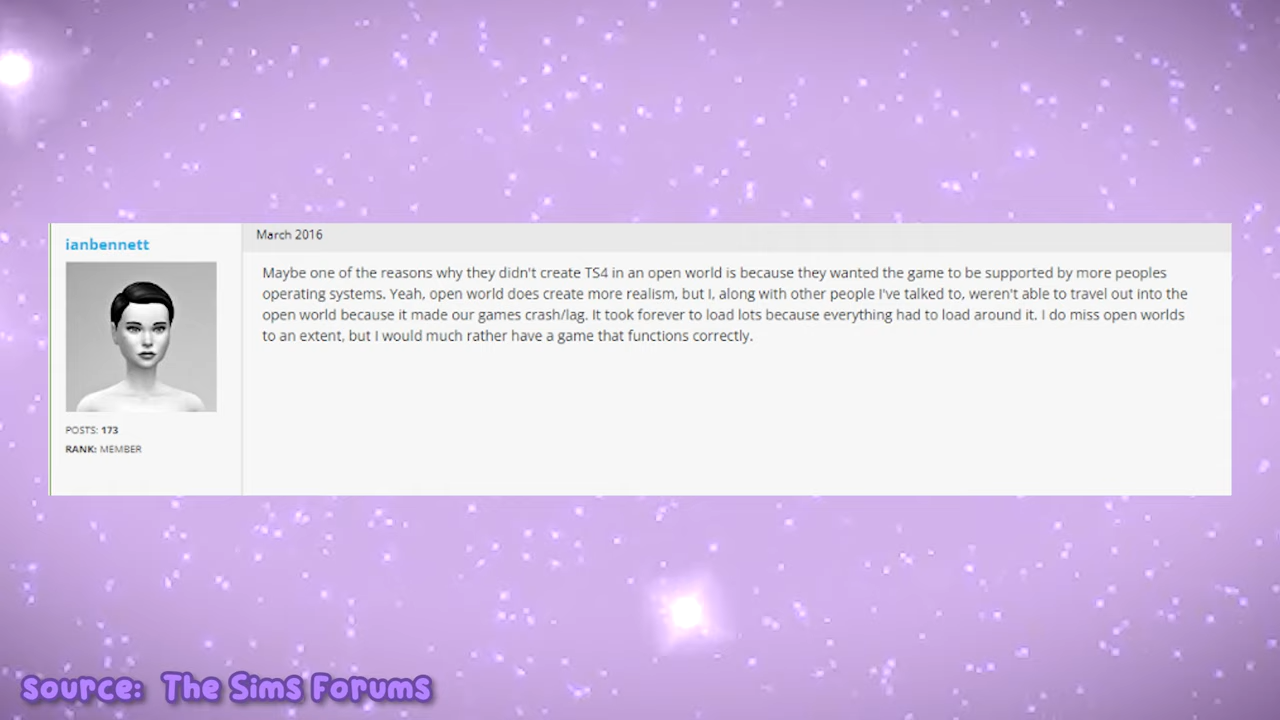 ianbennett
March 2016
Maybe one of the reasons why they didn't create TS4 in an open world is because they wanted the game to be supported by more peoples
operating systems. Yeah, open world does create more realism, but I, along with other people I've talked to, weren't able to travel out into the
open world because it made our games crash/lag. It took forever to load lots because everything had to load around it. I do miss open worlds
to an extent, but I would much rather have a game that functions correctly.
POSTS: 173
RANK: MEMBER
source: The Sims Forums